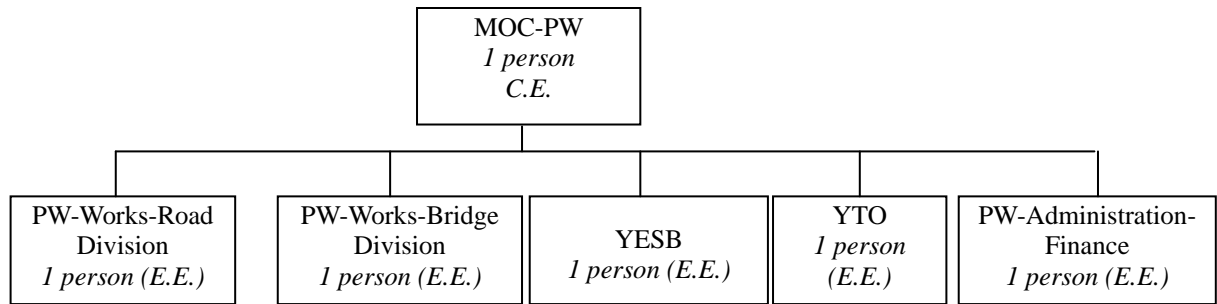 MOC-PW
1 person
C.E.
PW-Works-Road
Division
1 person (E.E.)
PW-Works-Bridge
Division
1 person (E.E.)
YESB
1 person (E.E.)
YTO
1 person
(E.E.)
PW-Administration-
Finance
1 person (E.E.)